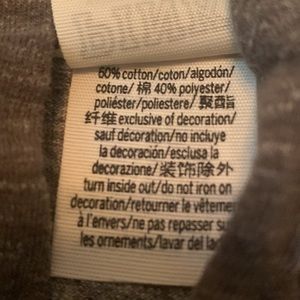 60% cotton/coton/algodón/
cotone/ 棉 40% polyester/
poliéster/poliestere/ 聚酯
纤维 exclusive of decoration/
sauf décoration/no incluye
la decoración/esclusa la
decorazione/ 装饰除外
turn inside out/do not iron on
decoration/retourner le vêtement
à l'envers/ne pas repasser sur
les ornements/lavar del